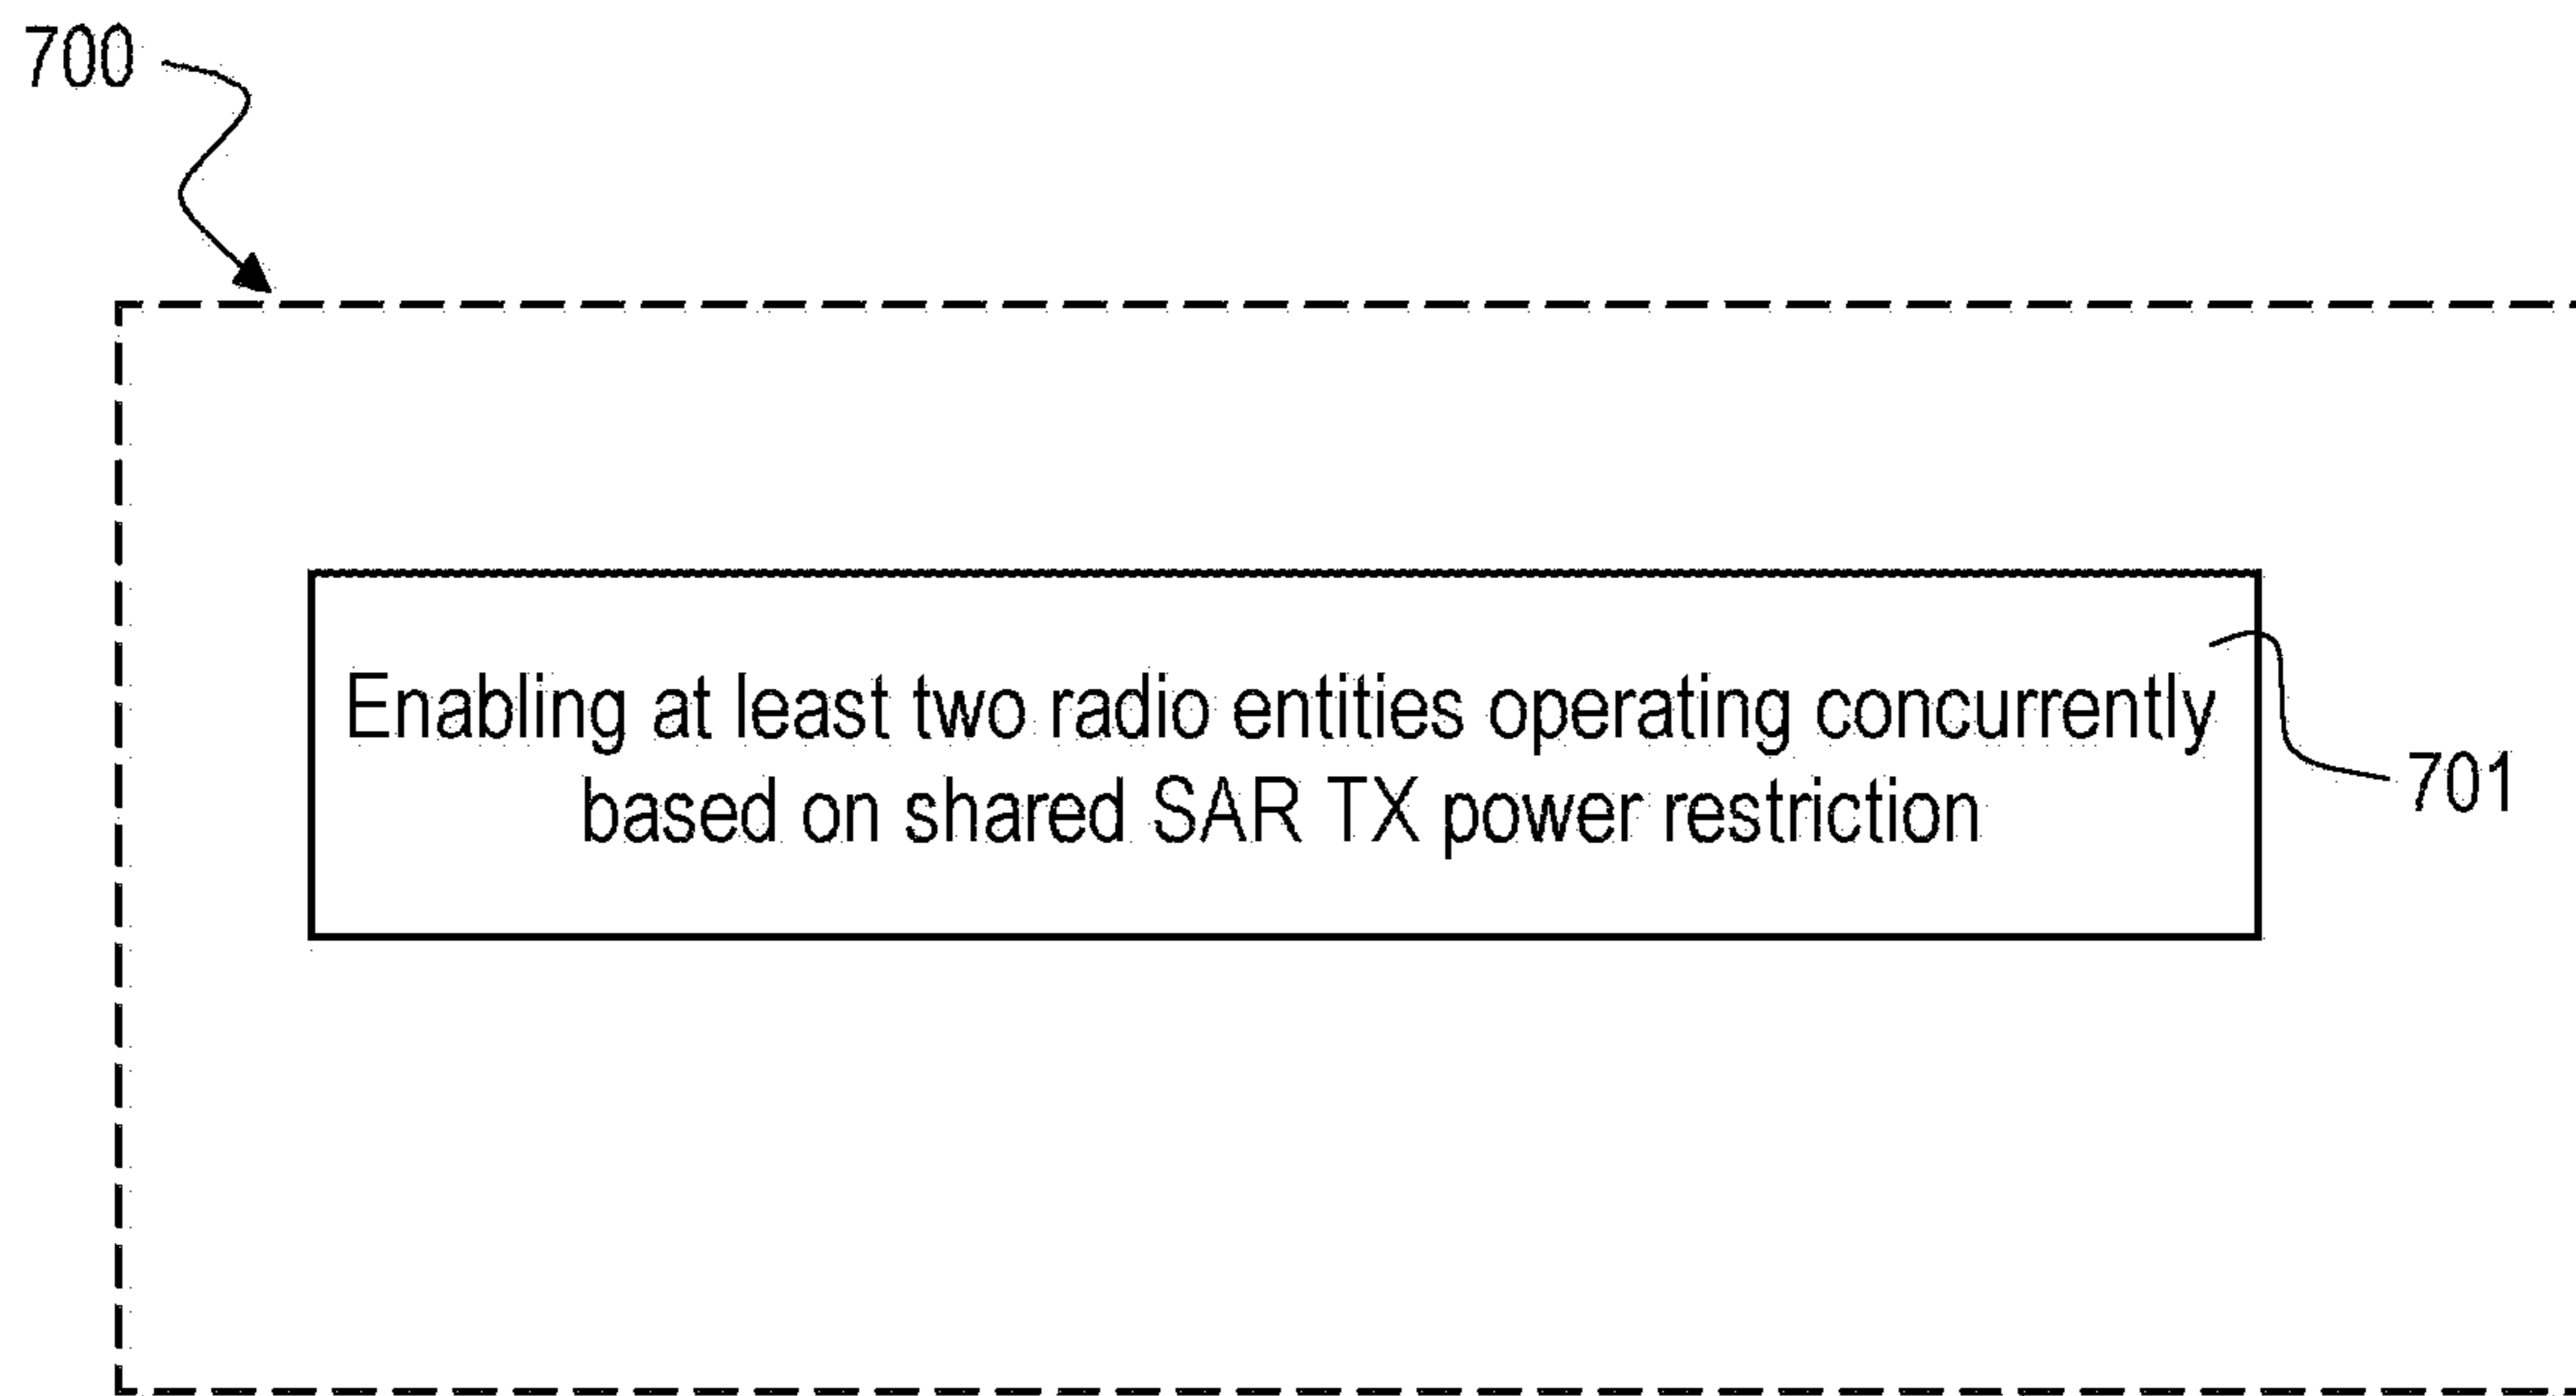 700
Enabling at least two radio entities operating concurrently
based on shared SAR TX power restriction
701